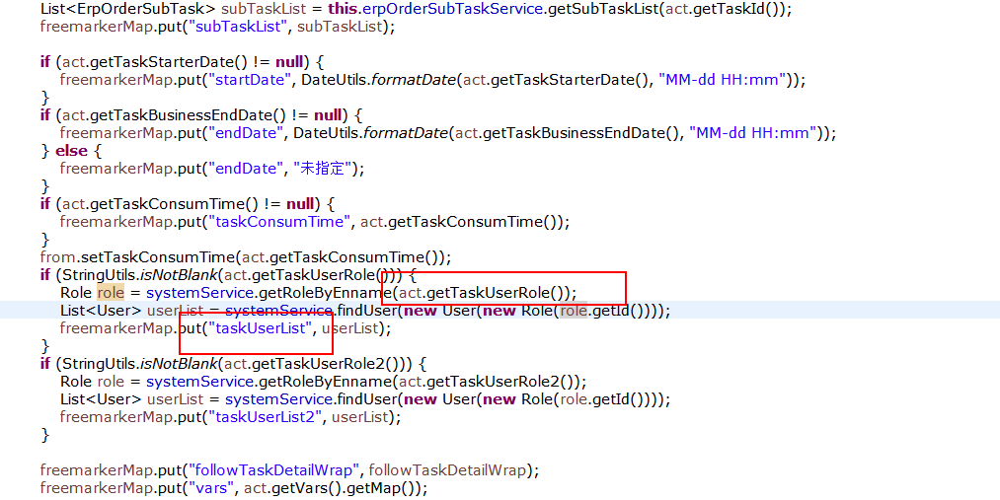 List<ErpOrderSubTask> subTaskList = this.erpOrderSubTaskService.getSubTaskList(act.getTaskId());
freemarkerMap.put("subTaskList", subTaskList);
if (act.getTaskStarterDate() != null) {
freemarkerMap.put("startDate", DateUtils.formatDate(act.getTaskStarterDate(), "MM-dd HH:mm"));
}
if (act.getTaskBusinessEndDate() != null) {
freemarkerMap.put("endDate", DateUtils.formatDate(act.getTaskBusinessEndDate(), "MM-dd HH:mm"));
} else {
freemarkerMap.put("endDate", "未指定");
}
if (act.getTaskConsumTime() != null) {
freemarkerMap.put("taskConsumTime", act.getTaskConsumTime());
}
from.setTaskConsumTime(act.getTaskConsumTime());
if (StringUtils.isNotBlank(act.getTaskUserRole())) {
Role role = systemService.getRoleByEnname(act.getTaskUserRole());
List<User> userList = systemService.findUser(new User(new Role(role.getId())));
freemarkerMap.put("taskUserList", userList);
}
if (StringUtils.isNotBlank(act.getTaskUserRole2())) {
Role role = systemService.getRoleByEnname(act.getTaskUserRole2());
List<User> userList = systemService.findUser(new User(new Role(role.getId())));
freemarkerMap.put("taskUserList2", userList);
}
freemarkerMap.put("followTaskDetailWrap", followTaskDetailWrap);
freemarkerMap.put("vars", act.getVars().getMap());